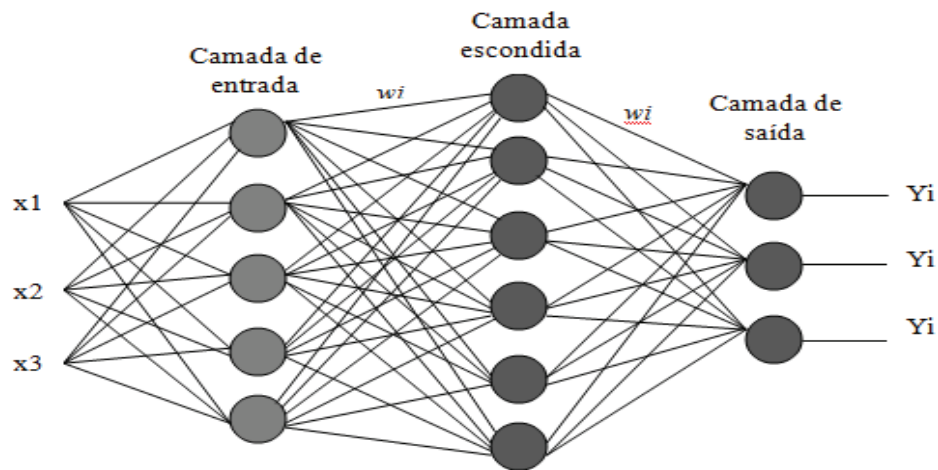 Camada de
entrada
Camada
escondida
Camada de
saída
wi
wi
x1
x2
x3
Yi
Yi
Yi